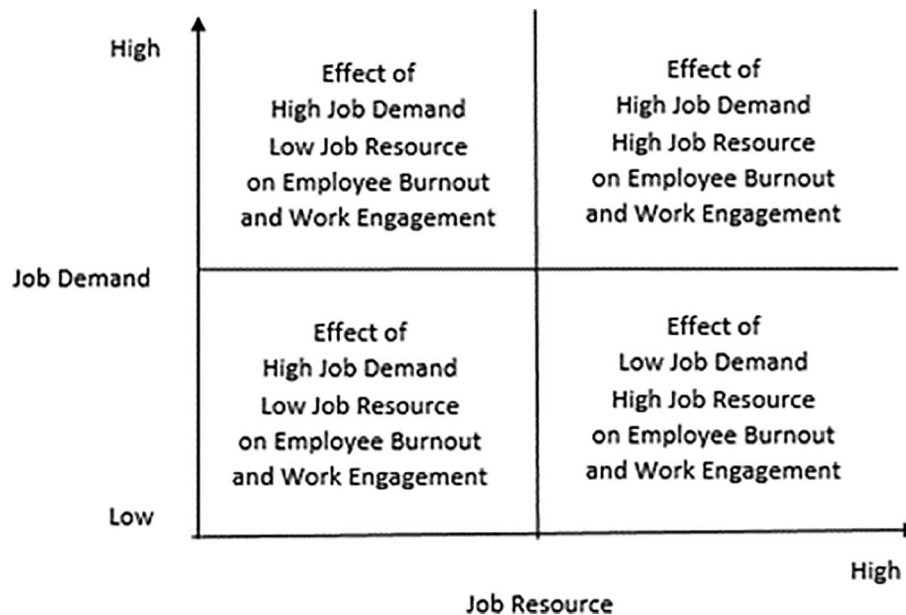 High
Effect of
High Job Demand
Low Job Resource
on Employee Burnout
and Work Engagement
Effect of
High Job Demand
High Job Resource
on Employee Burnout
and Work Engagement
Job Demand
Effect of
High Job Demand
Low Job Resource
on Employee Burnout
and Work Engagement
Effect of
Low Job Demand
High Job Resource
on Employee Burnout
and Work Engagement
Low
High
Job Resource